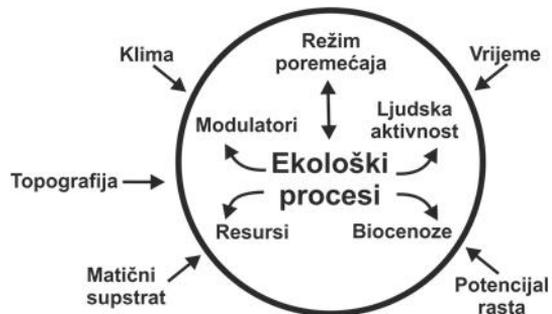 Klima
Režim
poremećaja
Vrijeme
Modulatori
Ljudska
aktivnost
Ekološki
procesi
Topografija
Resursi
Biocenoze
Matični
supstrat
Potencijal
rasta